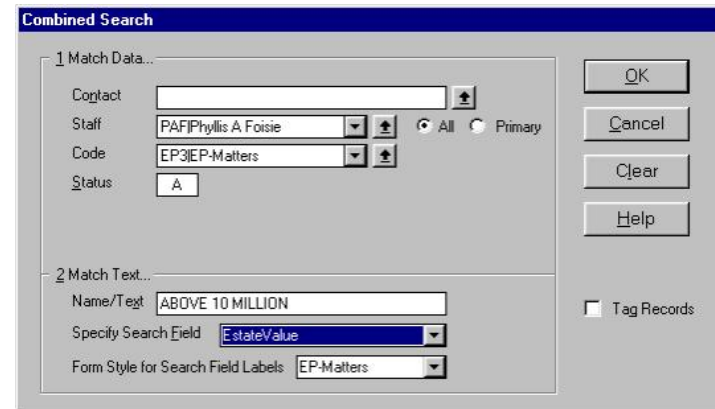 Combined Search
1 Match Data...
Contact
Staff PAF|Phyllis A Foisie All Primary
Code EP3|EP-Matters
Status A
2 Match Text...
Name/Text ABOVE 10 MILLION
Specify Search Field EstateValue
Form Style for Search Field Labels EP-Matters
OK
Cancel
Clear
Help
Tag Records